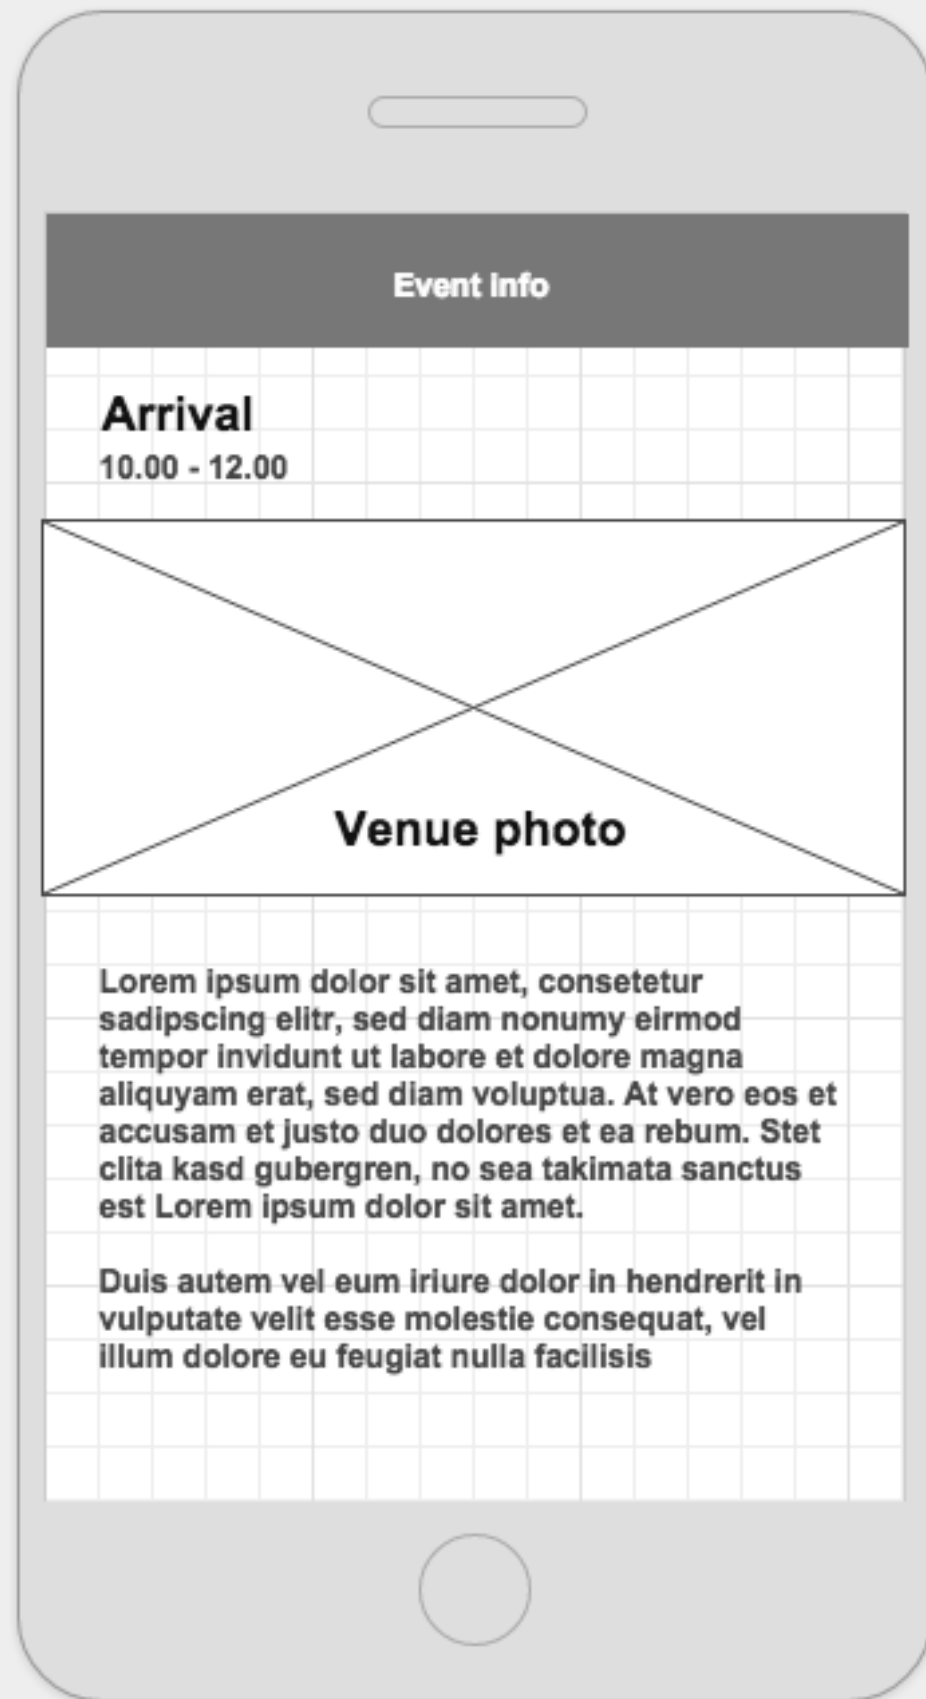 Event Info
Arrival
10.00 - 12.00
Venue photo
Lorem ipsum dolor sit amet, consetetur
sadipscing elitr, sed diam nonumy eirmod
tempor invidunt ut labore et dolore magna
aliquyam erat, sed diam voluptua. At vero eos et
accusam et justo duo dolores et ea rebum. Stet
clita kasd gubergren, no sea takimata sanctus
est Lorem ipsum dolor sit amet.
Duis autem vel eum iriure dolor in hendrerit in
vulputate velit esse molestie consequat, vel
illum dolore eu feugiat nulla facilisis